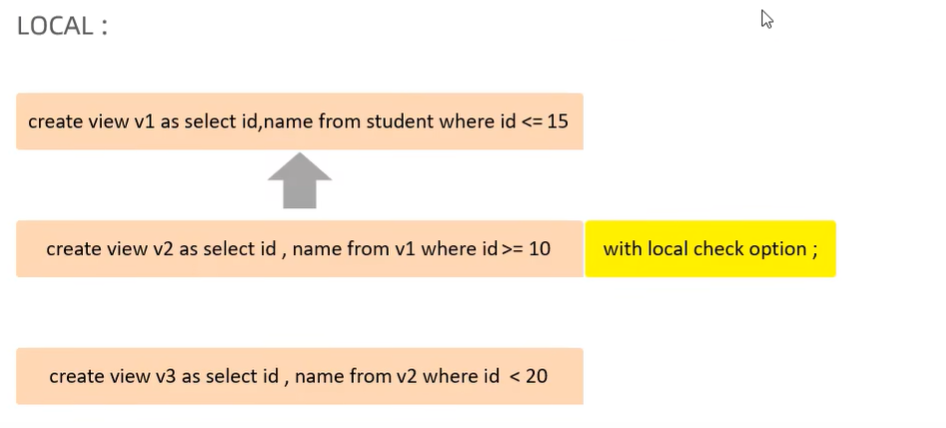 LOCAL :
create view v1 as select id,name from student where id <= 15
create view v2 as select id , name from v1 where id >= 10 with local check option ;
create view v3 as select id , name from v2 where id < 20